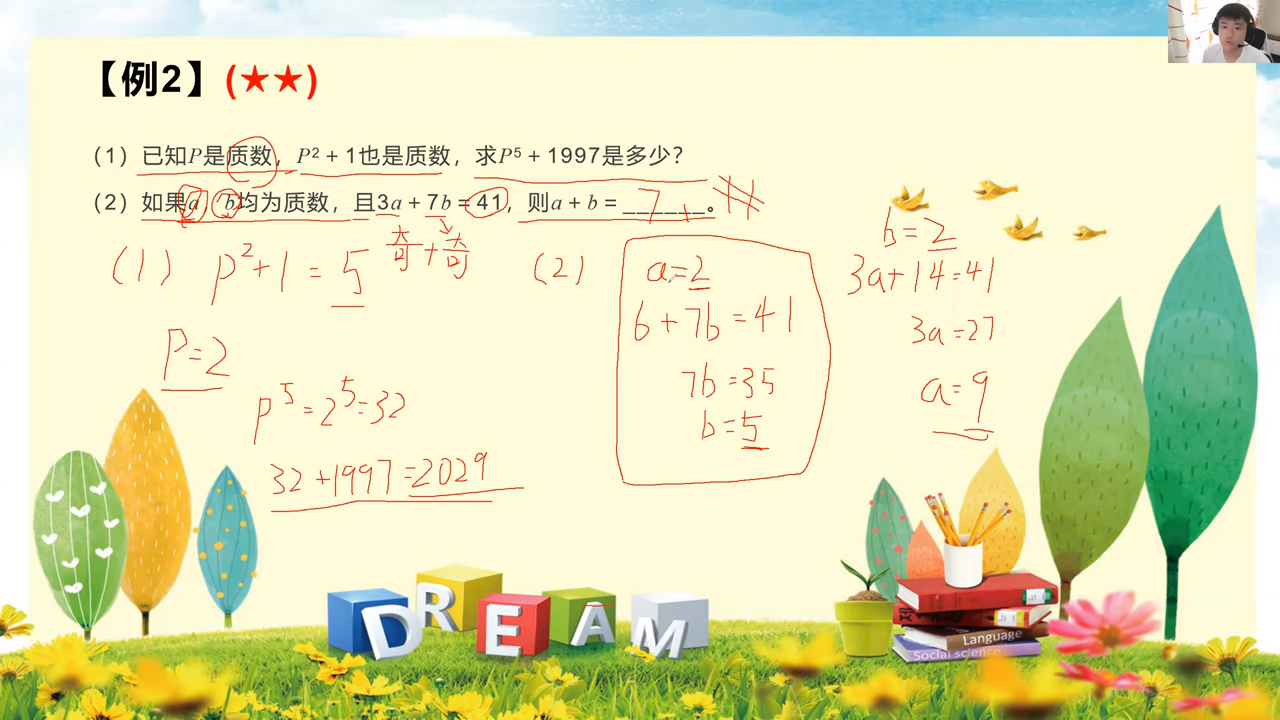 【例2】(★★)
(1)已知P是质数，P²+1也是质数，求P⁵+1997是多少?
(2)如果a，b均为质数，且3a+7b=41，则a+b=______。
7
奇+奇
(1) P²+1=5
P=2
P⁵=2⁵=32
32+1997=2029
(2)
a=2
6+7b=41
7b=35
b=5
b=2
3a+14=41
3a=27
a=9
DREAM
Language
Social science